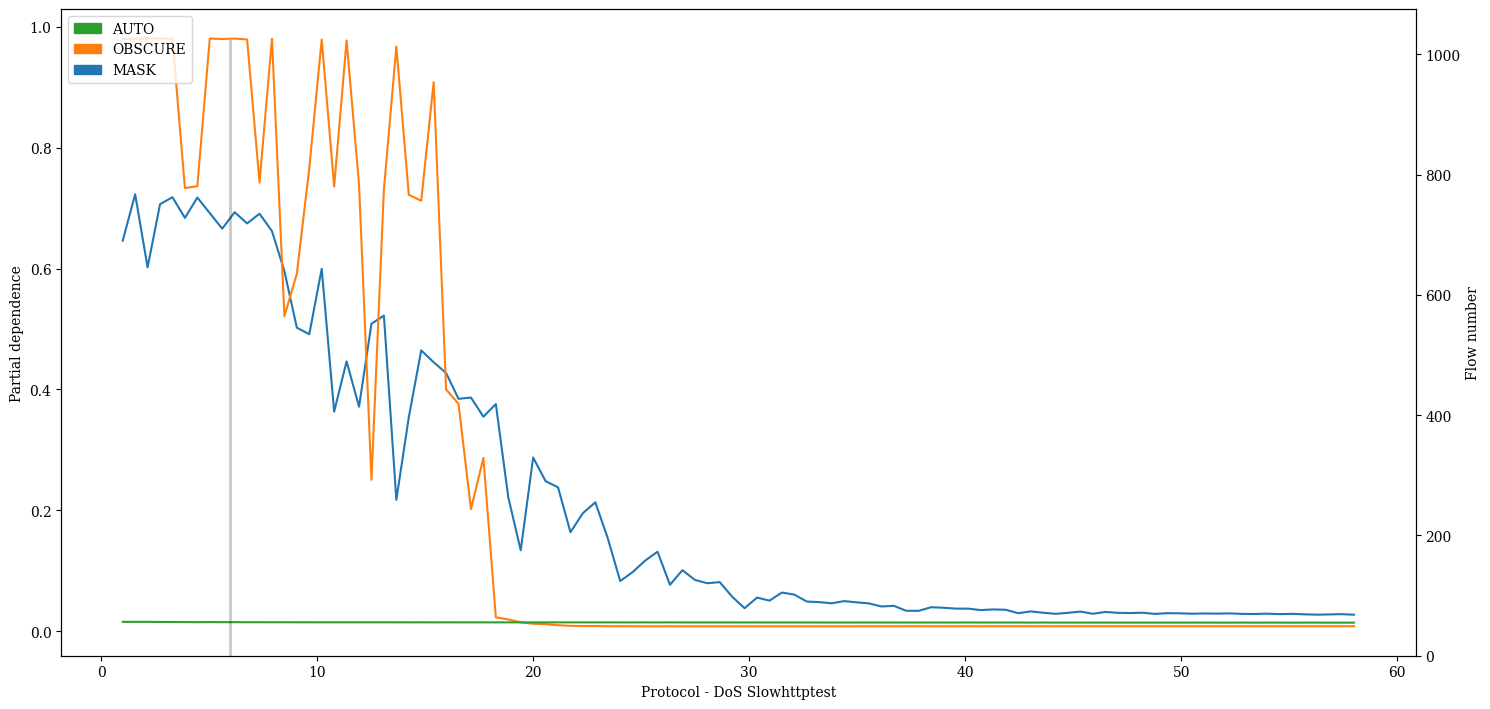 AUTO
OBSCURE
MASK
1.0
0.8
0.6
0.4
0.2
0.0
Partial dependence
1000
800
600
400
200
0
Flow number
0 10 20 30 40 50 60
Protocol - DoS Slowhttptest